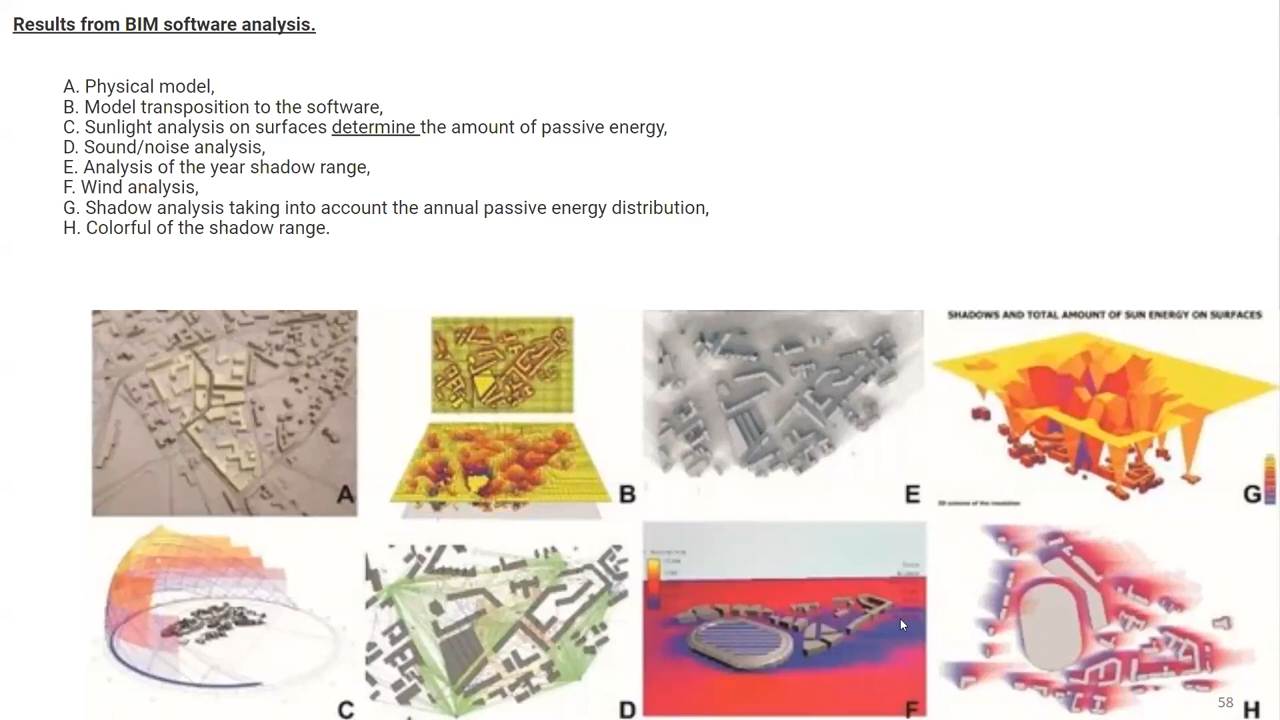 Results from BIM software analysis.
A. Physical model,
B. Model transposition to the software,
C. Sunlight analysis on surfaces determine the amount of passive energy,
D. Sound/noise analysis,
E. Analysis of the year shadow range,
F. Wind analysis,
G. Shadow analysis taking into account the annual passive energy distribution,
H. Colorful of the shadow range.
SHADOWS AND TOTAL AMOUNT OF SUN ENERGY ON SURFACES
A
B
E
G
C
D
F
58
H